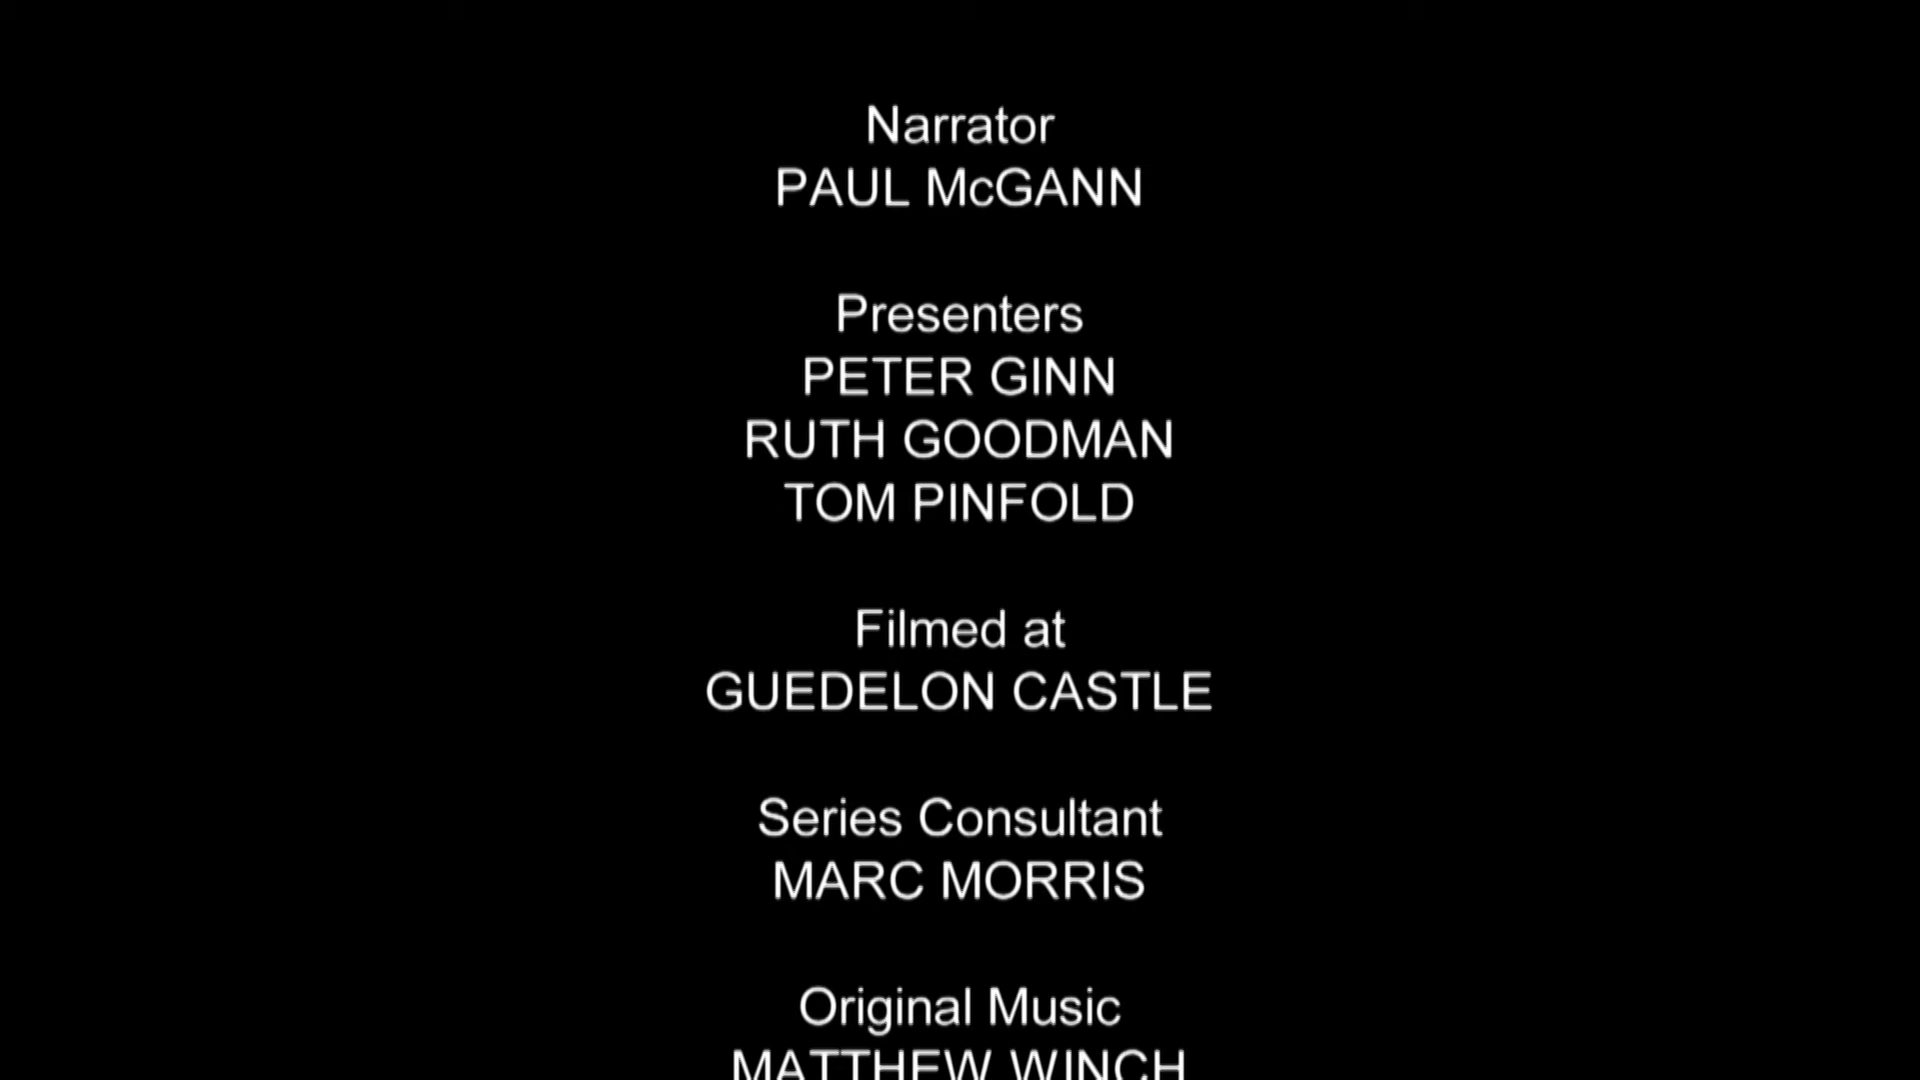 Narrator
PAUL McGANN
Presenters
PETER GINN
RUTH GOODMAN
TOM PINFOLD
Filmed at
GUEDELON CASTLE
Series Consultant
MARC MORRIS
Original Music
MATTHEW WINCH